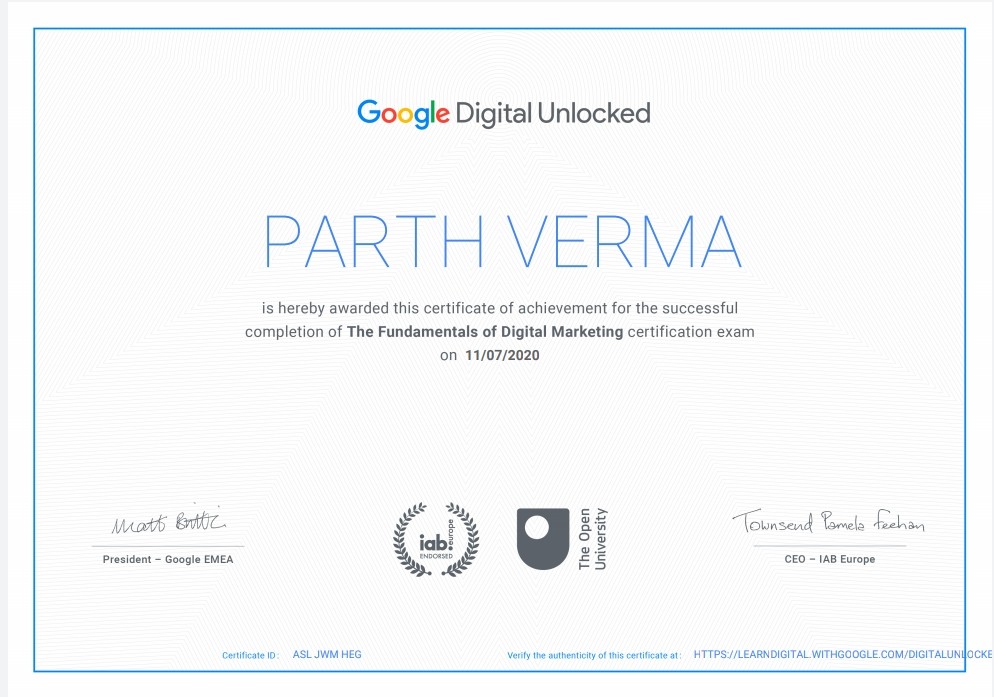 Google Digital Unlocked
PARTH VERMA
is hereby awarded this certificate of achievement for the successful
completion of The Fundamentals of Digital Marketing certification exam
on 11/07/2020
Matt
Townsend Pamela Feehan
President – Google EMEA
iab: europe
ENDORSED
The Open
University
CEO – IAB Europe
Certificate ID: ASL JWM HEG
Verify the authenticity of this certificate at: HTTPS://LEARNDIGITAL.WITHGOOGLE.COM/DIGITALUNLOCKE